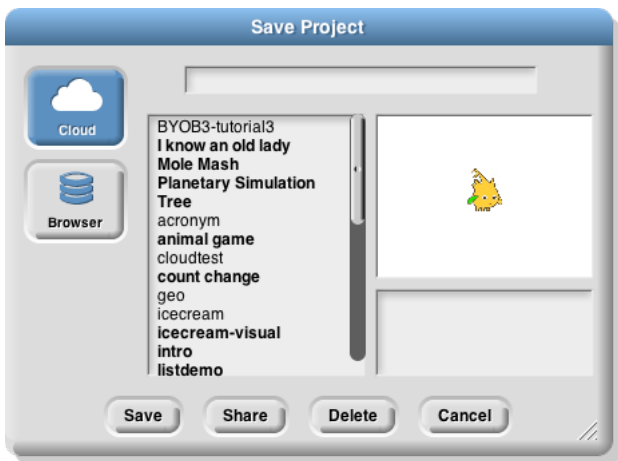 Save Project
Cloud
Browser
BYOB3-tutorial3
I know an old lady
Mole Mash
Planetary Simulation
Tree
acronym
animal game
cloudtest
count change
geo
icecream
icecream-visual
intro
listdemo
Save
Share
Delete
Cancel